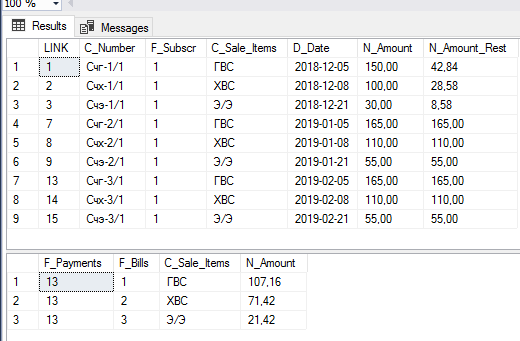 100 %
Results Messages
LINK C_Number F_Subscr C_Sale_Items D_Date N_Amount N_Amount_Rest
1 1 Счг-1/1 1 ГВС 2018-12-05 150,00 42,84
2 2 Счх-1/1 1 ХВС 2018-12-08 100,00 28,58
3 3 Счэ-1/1 1 Э/Э 2018-12-21 30,00 8,58
4 7 Счг-2/1 1 ГВС 2019-01-05 165,00 165,00
5 8 Счх-2/1 1 ХВС 2019-01-08 110,00 110,00
6 9 Счэ-2/1 1 Э/Э 2019-01-21 55,00 55,00
7 13 Счг-3/1 1 ГВС 2019-02-05 165,00 165,00
8 14 Счх-3/1 1 ХВС 2019-02-08 110,00 110,00
9 15 Счэ-3/1 1 Э/Э 2019-02-21 55,00 55,00
F_Payments F_Bills C_Sale_Items N_Amount
1 13 1 ГВС 107,16
2 13 2 ХВС 71,42
3 13 3 Э/Э 21,42